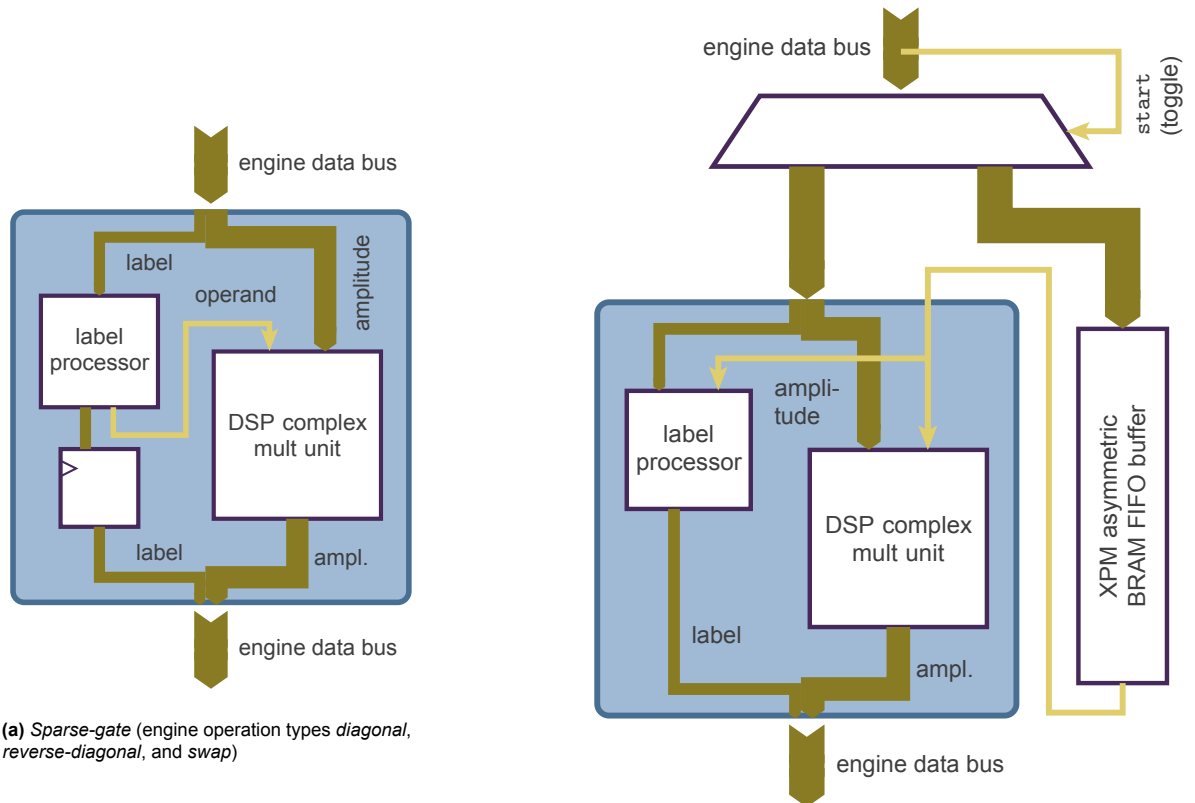 engine data bus
label
amplitude
operand
label
processor
DSP complex
mult unit
label
ampl.
engine data bus
(a) Sparse-gate (engine operation types diagonal,
reverse-diagonal, and swap)
engine data bus
start
(toggle)
ampli-
tude
label
processor
DSP complex
mult unit
XPM asymmetric
BRAM FIFO buffer
label
ampl.
engine data bus